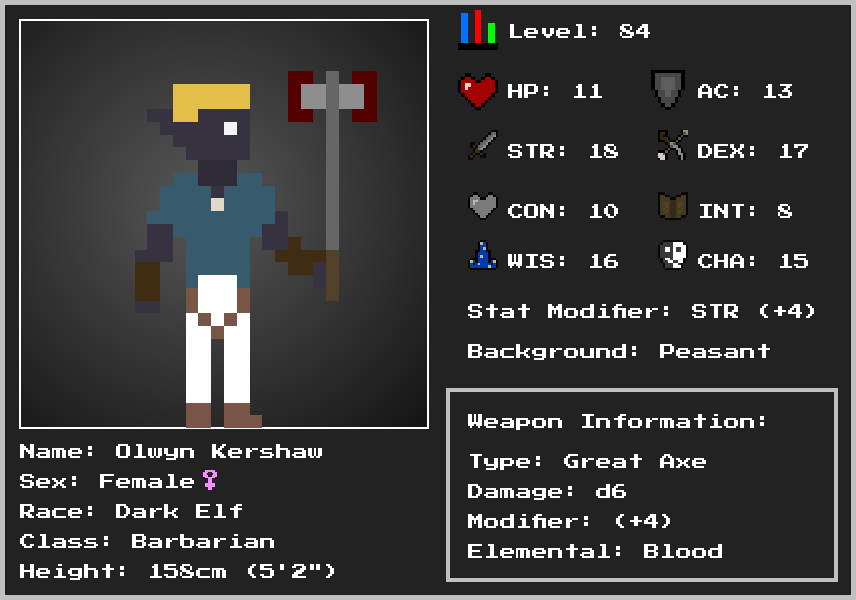 Level: 84
HP: 11 AC: 13
STR: 18 DEX: 17
CON: 10 INT: 8
WIS: 16 CHA: 15
Stat Modifier: STR (+4)
Background: Peasant
Weapon Information:
Type: Great Axe
Damage: d6
Modifier: (+4)
Elemental: Blood
Name: Olwyn Kershaw
Sex: Female♀
Race: Dark Elf
Class: Barbarian
Height: 158cm (5'2")